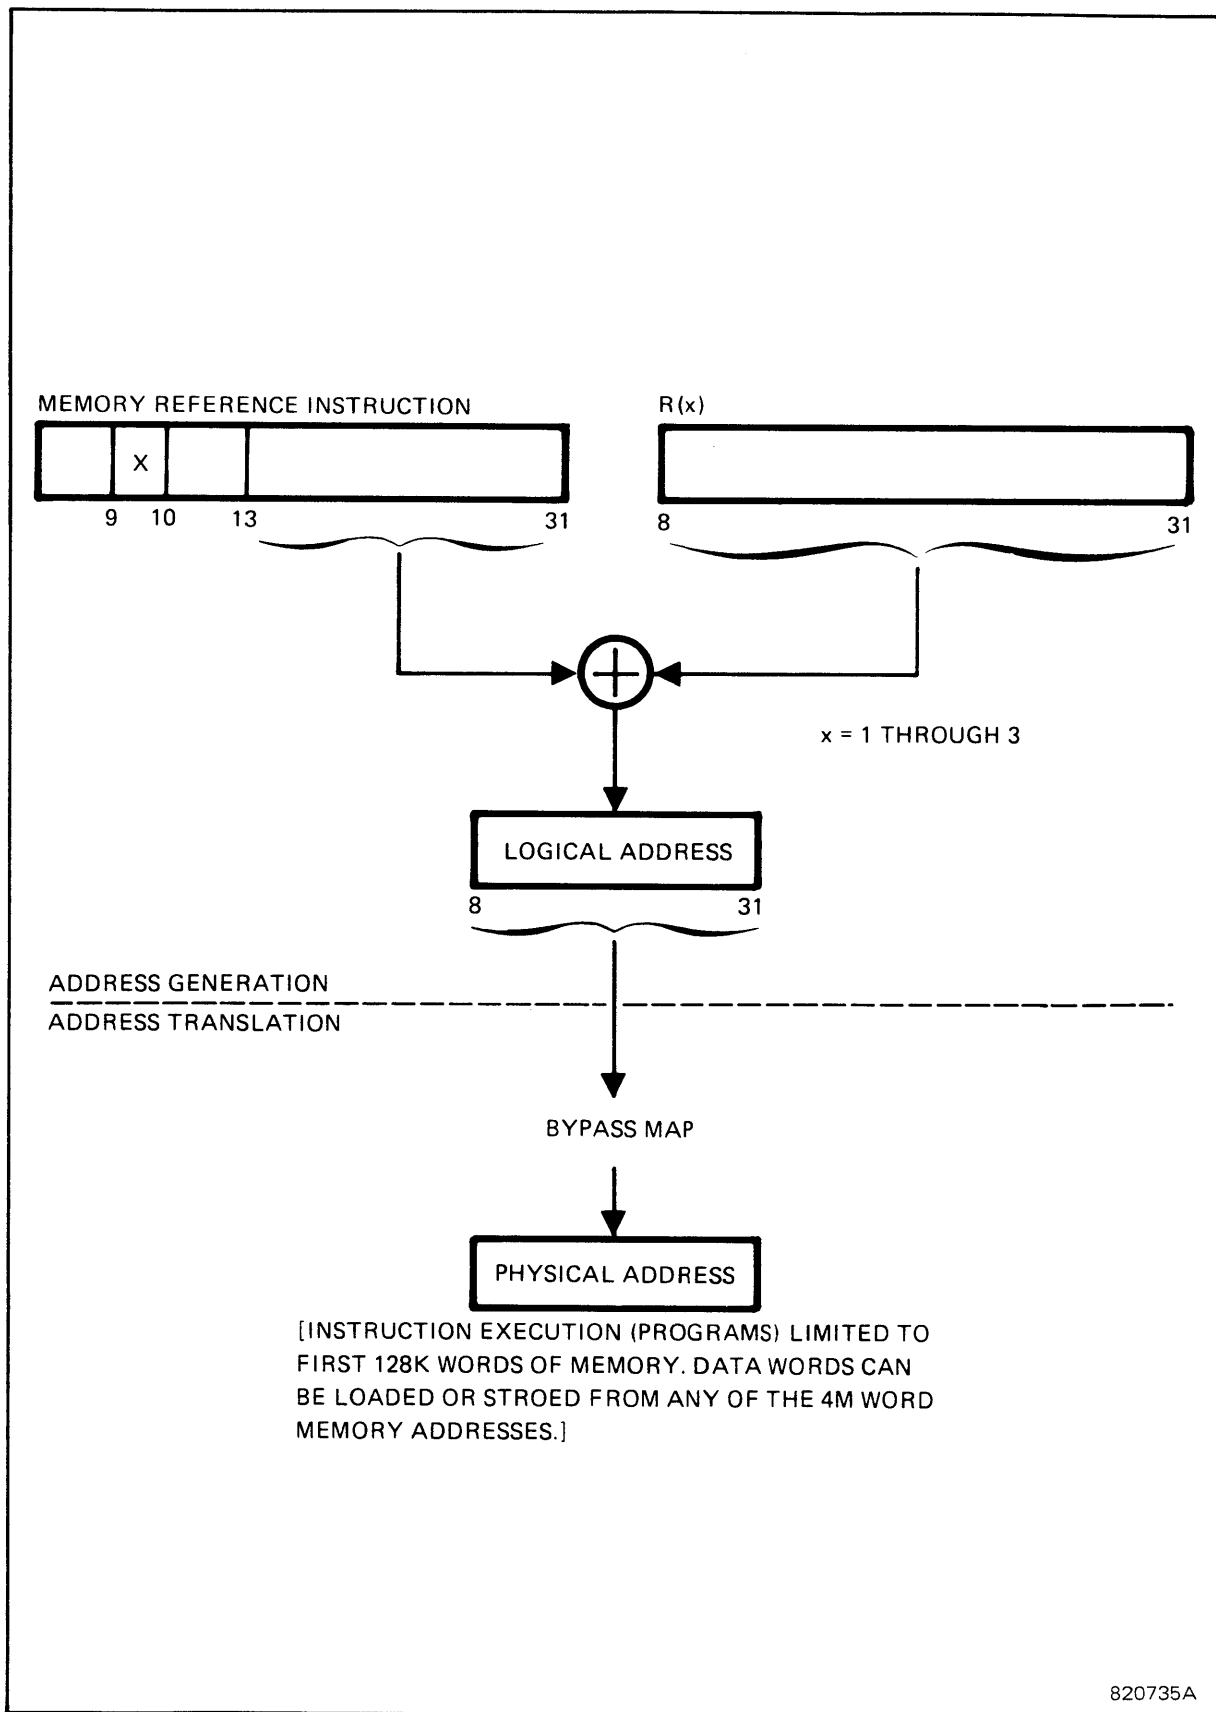 MEMORY REFERENCE INSTRUCTION
R(x)
X
9 10 13 31
8 31
x = 1 THROUGH 3
LOGICAL ADDRESS
8 31
ADDRESS GENERATION
ADDRESS TRANSLATION
BYPASS MAP
PHYSICAL ADDRESS
[INSTRUCTION EXECUTION (PROGRAMS) LIMITED TO
FIRST 128K WORDS OF MEMORY. DATA WORDS CAN
BE LOADED OR STROED FROM ANY OF THE 4M WORD
MEMORY ADDRESSES.]
820735A